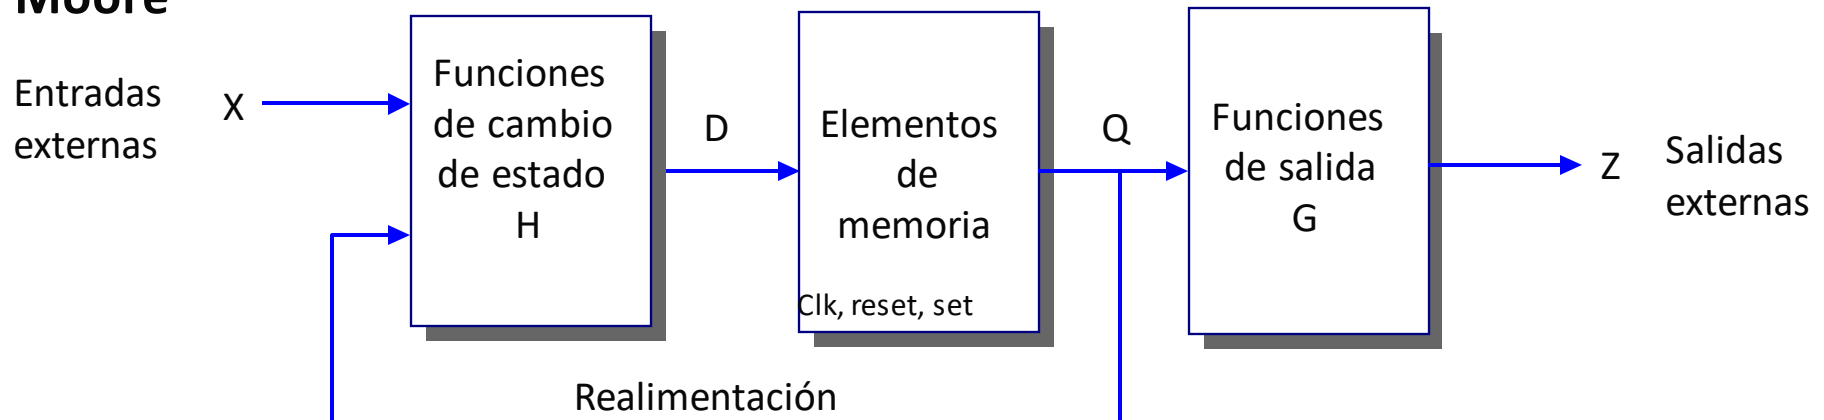 Moore
Entradas
externas
X
Funciones
de cambio
de estado
H
D
Elementos
de
memoria
Clk, reset, set
Q
Funciones
de salida
G
Z
Salidas
externas
Realimentación